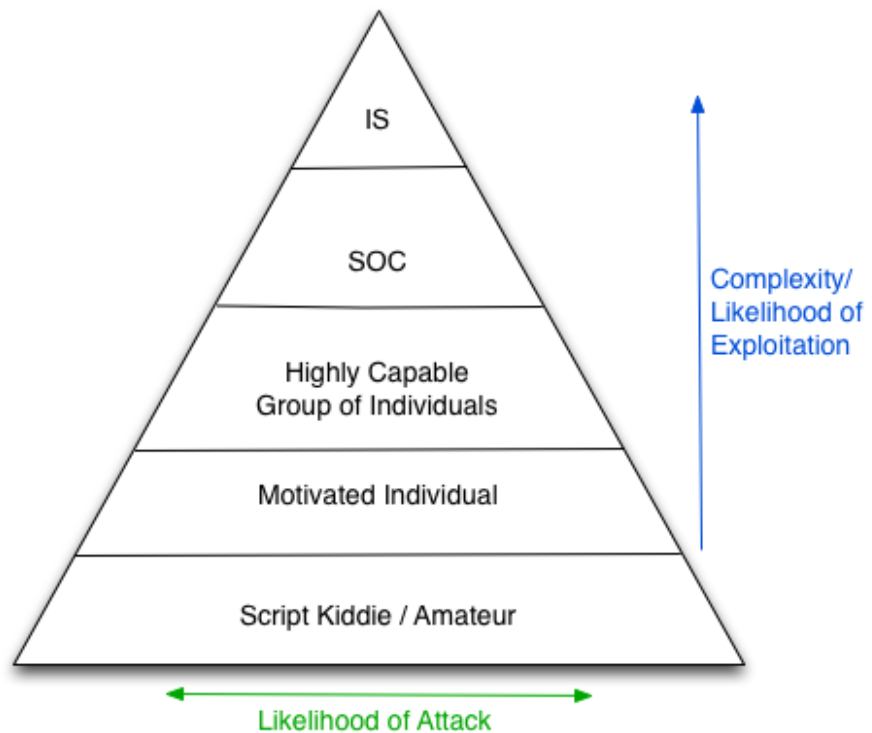 IS
SOC
Highly Capable
Group of Individuals
Motivated Individual
Script Kiddie / Amateur
Complexity/
Likelihood of
Exploitation
Likelihood of Attack